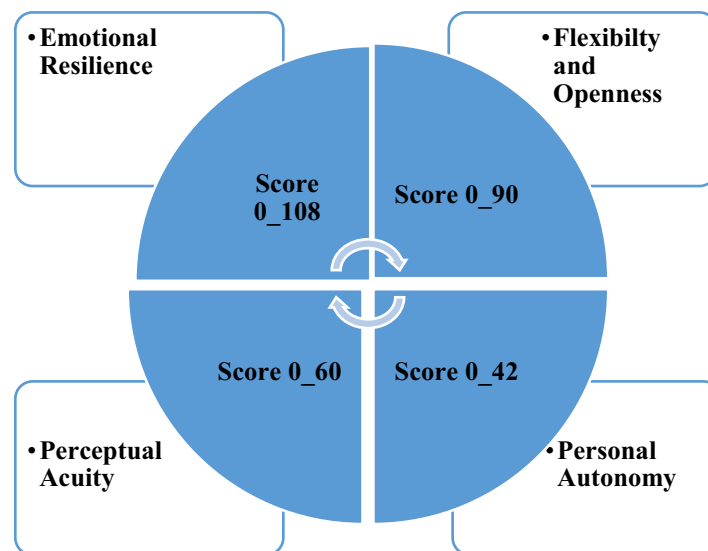 •Emotional
Resilience
•Flexibilty
and
Openness
Score
0_108
Score 0_90
Score 0_60
Score 0_42
•Perceptual
Acuity
•Personal
Autonomy